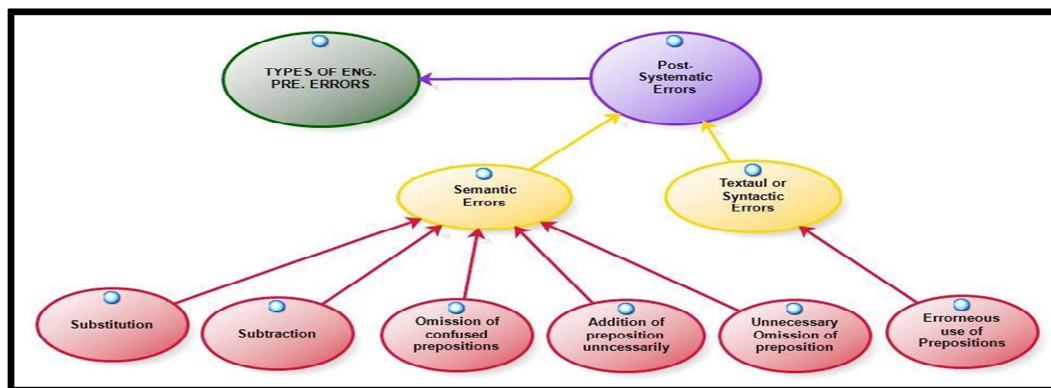 TYPES OF ENG.
PRE. ERRORS
Post-
Systematic
Errors
Semantic
Errors
Textaul or
Syntactic
Errors
Substitution
Subtraction
Omission of
confused
prepositions
Addition of
preposition
unncessarily
Unnecessary
Omission of
preposition
Errorneous
use of
Prepositions